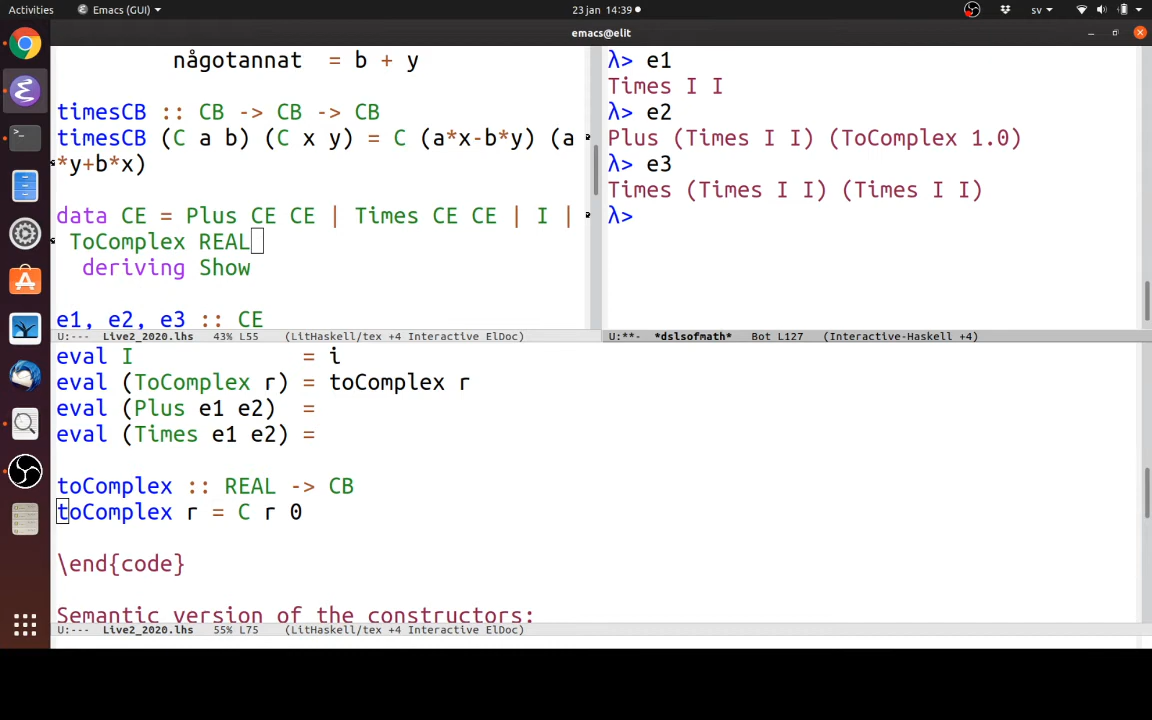 Activities Emacs (GUI) 23 jan 14:39 sv
emacs@elit
någotannat = b + y
timesCB :: CB -> CB -> CB
timesCB (C a b) (C x y) = C (a*x-b*y) (a
*y+b*x)
data CE = Plus CE CE | Times CE CE | I |
ToComplex REAL
deriving Show
e1, e2, e3 :: CE
U:--- Live2_2020.lhs 43% L55 (LitHaskell/tex +4 Interactive ElDoc)
λ> e1
Times I I
λ> e2
Plus (Times I I) (ToComplex 1.0)
λ> e3
Times (Times I I) (Times I I)
λ>
U:**- *dslsofmath* Bot L127 (Interactive-Haskell +4)
eval I = i
eval (ToComplex r) = toComplex r
eval (Plus e1 e2) =
eval (Times e1 e2) =
toComplex :: REAL -> CB
toComplex r = C r 0
\end{code}
Semantic version of the constructors:
U:--- Live2_2020.lhs 55% L75 (LitHaskell/tex +4 Interactive ElDoc)